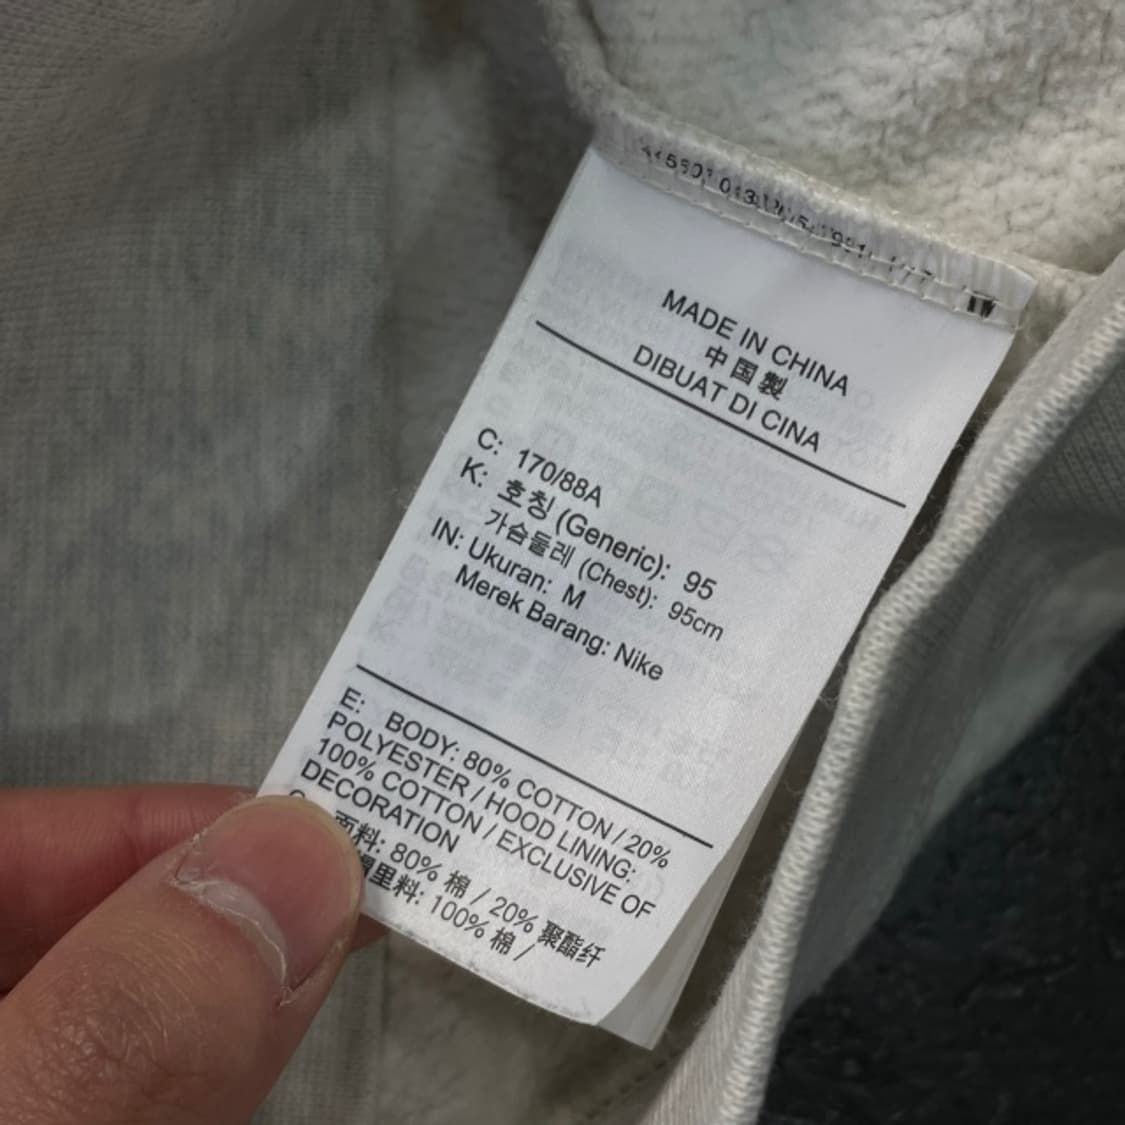 MADE IN CHINA
中国製
DIBUAT DI CINA
C: 170/88A
K: 호칭 (Generic): 95
가슴둘레 (Chest): 95cm
IN: Ukuran: M
Merek Barang: Nike
E: BODY: 80% COTTON / 20%
POLYESTER / HOOD LINING:
100% COTTON / EXCLUSIVE OF
DECORATION
面料: 80% 棉 / 20% 聚酯纤
里料: 100% 棉 /